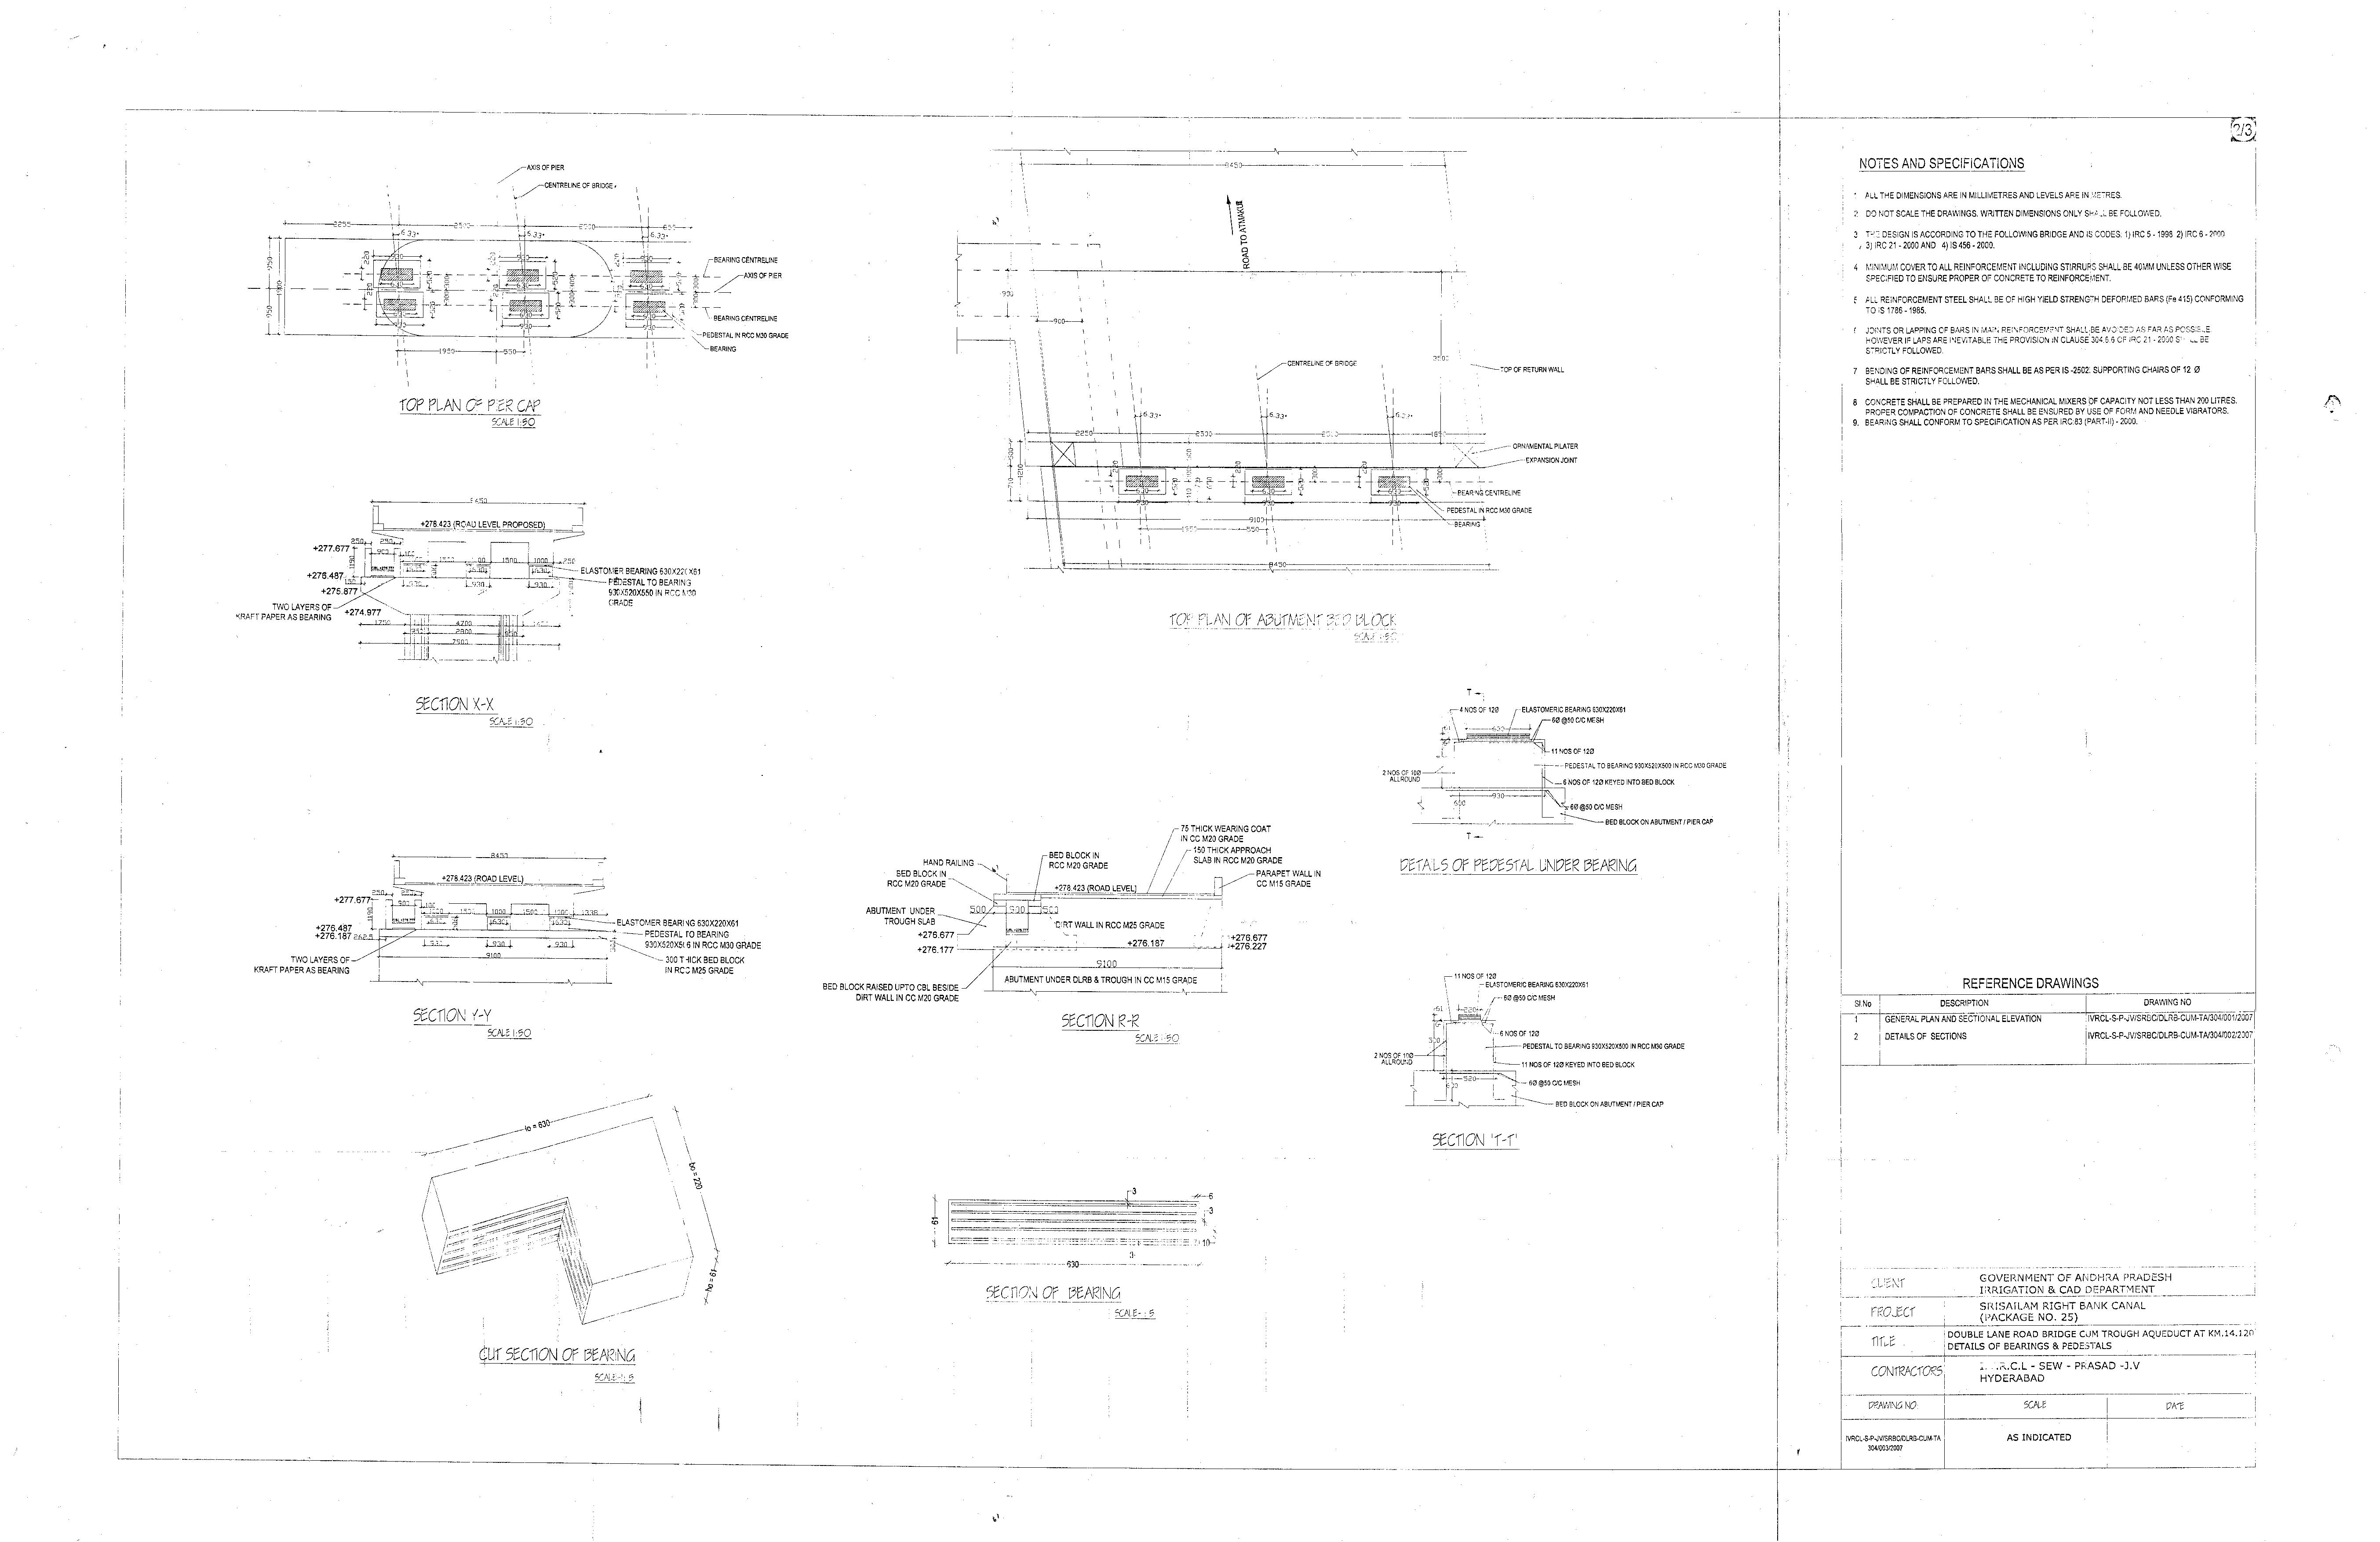 2/3
AXIS OF PIER
CENTRELINE OF BRIDGE
2250
2500
6.33°
6.33°
6.33°
BEARING CENTRELINE
AXIS OF PIER
BEARING CENTRELINE
PEDESTAL IN RCC M30 GRADE
BEARING
950
950
930
930
930
1950
550
TOP PLAN OF PIER CAP
SCALE 1:50
8450
ROAD TO ATMAKUR
900
900
3500
CENTRELINE OF BRIDGE
TOP OF RETURN WALL
6.33°
6.33°
2250
2500
ORNAMENTAL PILATER
EXPANSION JOINT
BEARING CENTRELINE
PEDESTAL IN RCC M30 GRADE
BEARING
9100
1950
550
8450
TOP PLAN OF ABUTMENT BED BLOCK
SCALE 1:50
8450
+278.423 (ROAD LEVEL PROPOSED)
250
250
+277.677
900
1190
1500
1000
250
+276.487
+275.877
ELASTOMER BEARING 630X220X61
PEDESTAL TO BEARING
930X520X550 IN RCC M30
GRADE
TWO LAYERS OF
KRAFT PAPER AS BEARING
+274.977
1750
4700
2800
7500
SECTION X-X
SCALE 1:50
8450
+278.423 (ROAD LEVEL)
250
+277.677
900
1190
1500
1000
1500
1338
+276.487
+276.187
262.5
ELASTOMER BEARING 630X220X61
PEDESTAL TO BEARING
930X520X516 IN RCC M30 GRADE
930
930
930
300 THICK BED BLOCK
IN RCC M25 GRADE
9100
TWO LAYERS OF
KRAFT PAPER AS BEARING
SECTION Y-Y
SCALE 1:50
75 THICK WEARING COAT
IN CC M20 GRADE
150 THICK APPROACH
SLAB IN RCC M20 GRADE
HAND RAILING
BED BLOCK IN
RCC M20 GRADE
BED BLOCK IN
RCC M20 GRADE
PARAPET WALL IN
CC M15 GRADE
+278.423 (ROAD LEVEL)
ABUTMENT UNDER
TROUGH SLAB
500
900
500
DIRT WALL IN RCC M25 GRADE
+276.677
+276.177
+276.187
+276.677
+276.227
9100
ABUTMENT UNDER DLRB & TROUGH IN CC M15 GRADE
BED BLOCK RAISED UPTO CBL BESIDE
DIRT WALL IN CC M20 GRADE
SECTION R-R
SCALE 1:50
T
4 NOS OF 12Ø
ELASTOMERIC BEARING 630X220X61
6Ø @50 C/C MESH
630
61
11 NOS OF 12Ø
PEDESTAL TO BEARING 930X520X500 IN RCC M30 GRADE
2 NOS OF 10Ø
ALLROUND
6 NOS OF 12Ø KEYED INTO BED BLOCK
930
600
6Ø @50 C/C MESH
BED BLOCK ON ABUTMENT / PIER CAP
T
DETAILS OF PEDESTAL UNDER BEARING
11 NOS OF 12Ø
ELASTOMERIC BEARING 630X220X61
6Ø @50 C/C MESH
61
220
6 NOS OF 12Ø
PEDESTAL TO BEARING 930X520X500 IN RCC M30 GRADE
2 NOS OF 10Ø
ALLROUND
11 NOS OF 12Ø KEYED INTO BED BLOCK
520
600
6Ø @50 C/C MESH
BED BLOCK ON ABUTMENT / PIER CAP
SECTION 'T-T'
lo = 630
bo = 220
ho = 61
CUT SECTION OF BEARING
SCALE-1:5
3
6
3
61
10
3
630
SECTION OF BEARING
SCALE-1:5
NOTES AND SPECIFICATIONS
1 ALL THE DIMENSIONS ARE IN MILLIMETRES AND LEVELS ARE IN METRES.
2. DO NOT SCALE THE DRAWINGS. WRITTEN DIMENSIONS ONLY SHALL BE FOLLOWED.
3 THE DESIGN IS ACCORDING TO THE FOLLOWING BRIDGE AND IS CODES. 1) IRC 5 - 1998 2) IRC 6 - 2000
, 3) IRC 21 - 2000 AND 4) IS 456 - 2000.
4 MINIMUM COVER TO ALL REINFORCEMENT INCLUDING STIRRUPS SHALL BE 40MM UNLESS OTHER WISE
SPECIFIED TO ENSURE PROPER OF CONCRETE TO REINFORCEMENT.
5 ALL REINFORCEMENT STEEL SHALL BE OF HIGH YIELD STRENGTH DEFORMED BARS (Fe 415) CONFORMING
TO IS 1786 - 1985.
6 JOINTS OR LAPPING OF BARS IN MAIN REINFORCEMENT SHALL BE AVOIDED AS FAR AS POSSIBLE
HOWEVER IF LAPS ARE INEVITABLE THE PROVISION IN CLAUSE 304.6.6 OF IRC 21 - 2000 SHALL BE
STRICTLY FOLLOWED.
7 BENDING OF REINFORCEMENT BARS SHALL BE AS PER IS -2502. SUPPORTING CHAIRS OF 12 Ø
SHALL BE STRICTLY FOLLOWED.
8 CONCRETE SHALL BE PREPARED IN THE MECHANICAL MIXERS OF CAPACITY NOT LESS THAN 200 LITRES.
PROPER COMPACTION OF CONCRETE SHALL BE ENSURED BY USE OF FORM AND NEEDLE VIBRATORS.
9. BEARING SHALL CONFORM TO SPECIFICATION AS PER IRC:83 (PART-II) - 2000.
REFERENCE DRAWINGS
Sl.No DESCRIPTION DRAWING NO
1 GENERAL PLAN AND SECTIONAL ELEVATION IVRCL-S-P-JV/SRBC/DLRB-CUM-TA/304/001/2007
2 DETAILS OF SECTIONS IVRCL-S-P-JV/SRBC/DLRB-CUM-TA/304/002/2007
CLIENT
GOVERNMENT OF ANDHRA PRADESH
IRRIGATION & CAD DEPARTMENT
PROJECT
SRISAILAM RIGHT BANK CANAL
(PACKAGE NO. 25)
TITLE
DOUBLE LANE ROAD BRIDGE CUM TROUGH AQUEDUCT AT KM.14.120
DETAILS OF BEARINGS & PEDESTALS
CONTRACTORS
.R.C.L - SEW - PRASAD -J.V
HYDERABAD
DRAWING NO. SCALE DATE
IVRCL-S-P-JV/SRBC/DLRB-CUM-TA
304/003/2007
AS INDICATED